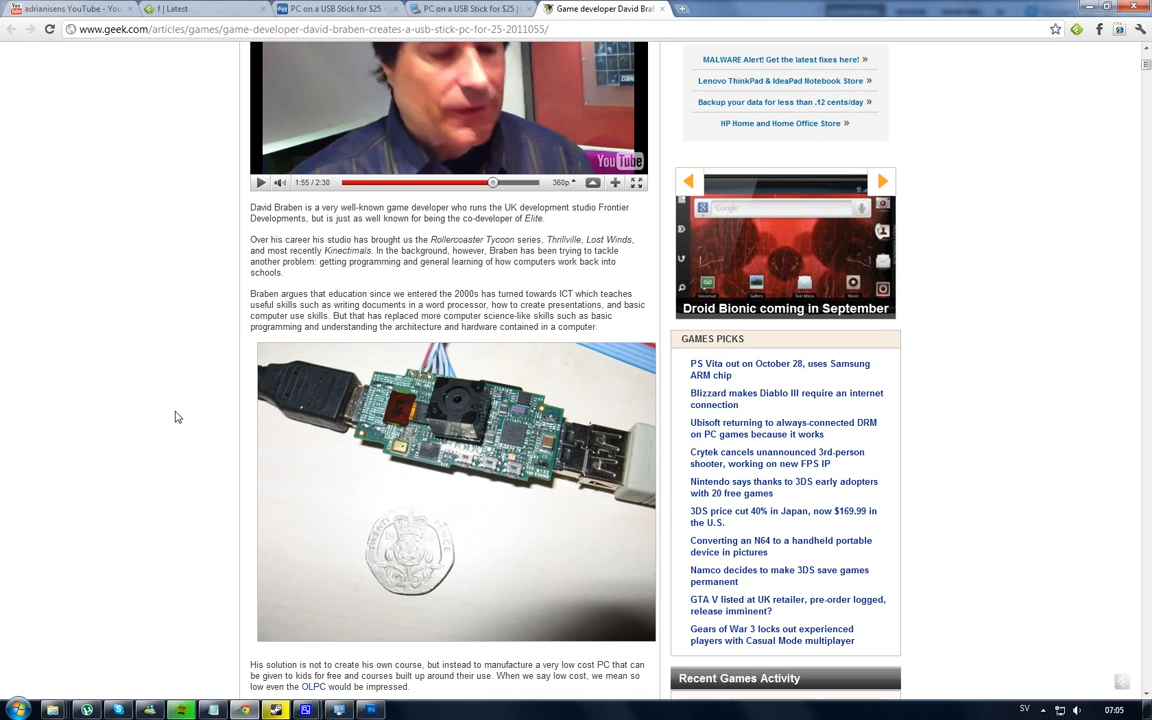 adrianisens YouTube - You
f | Latest
PC on a USB Stick for $25 -
PC on a USB Stick for $25 |
Game developer David Brab
www.geek.com/articles/games/game-developer-david-braben-creates-a-usb-stick-pc-for-25-2011055/
YouTube
1:55 / 2:30
360p
David Braben is a very well-known game developer who runs the UK development studio Frontier
Developments, but is just as well known for being the co-developer of Elite.
Over his career his studio has brought us the Rollercoaster Tycoon series, Thrillville, Lost Winds,
and most recently Kinectimals. In the background, however, Braben has been trying to tackle
another problem: getting programming and general learning of how computers work back into
schools.
Braben argues that education since we entered the 2000s has turned towards ICT which teaches
useful skills such as writing documents in a word processor, how to create presentations, and basic
computer use skills. But that has replaced more computer science-like skills such as basic
programming and understanding the architecture and hardware contained in a computer.
TWENTY PENCE
20
His solution is not to create his own course, but instead to manufacture a very low cost PC that can
be given to kids for free and courses built up around their use. When we say low cost, we mean so
low even the OLPC would be impressed.
MALWARE Alert! Get the latest fixes here! »
Lenovo ThinkPad & IdeaPad Notebook Store »
Backup your data for less than .12 cents/day »
HP Home and Home Office Store »
Google
Voicemail
Gallery
Text Mess.
Music
Droid Bionic coming in September
GAMES PICKS
PS Vita out on October 28, uses Samsung
ARM chip
Blizzard makes Diablo III require an internet
connection
Ubisoft returning to always-connected DRM
on PC games because it works
Crytek cancels unannounced 3rd-person
shooter, working on new FPS IP
Nintendo says thanks to 3DS early adopters
with 20 free games
3DS price cut 40% in Japan, now $169.99 in
the U.S.
Converting an N64 to a handheld portable
device in pictures
Namco decides to make 3DS save games
permanent
GTA V listed at UK retailer, pre-order logged,
release imminent?
Gears of War 3 locks out experienced
players with Casual Mode multiplayer
Recent Games Activity
SV
07:05